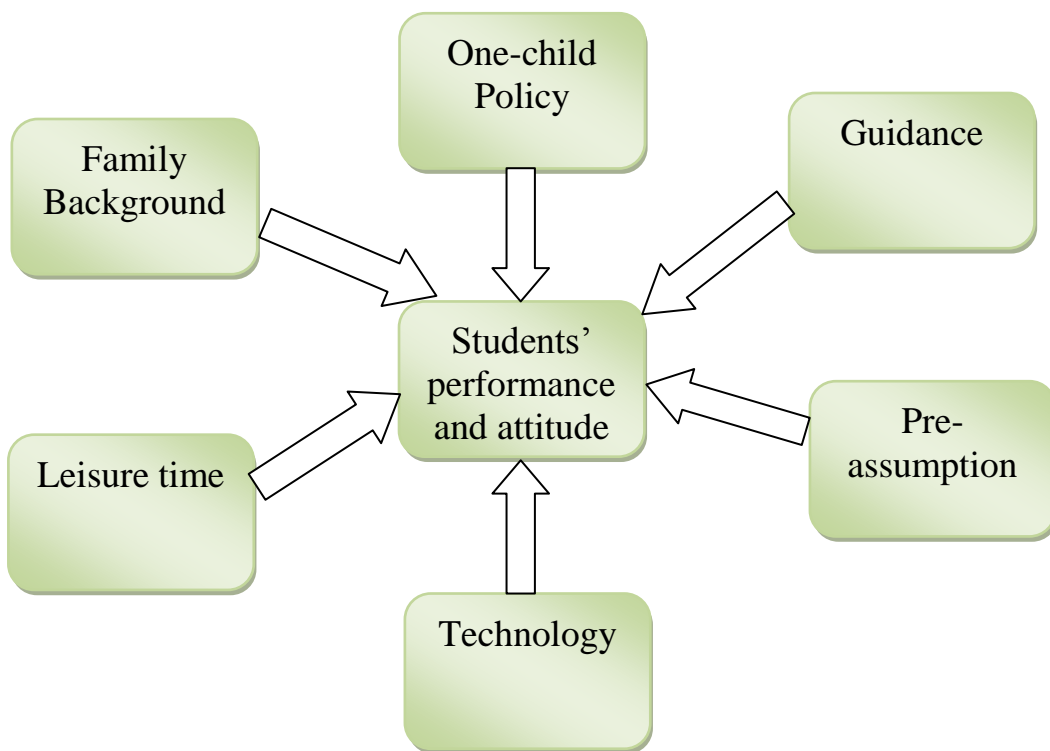 One-child
Policy
Family
Background
Guidance
Students’
performance
and attitude
Leisure time
Pre-
assumption
Technology